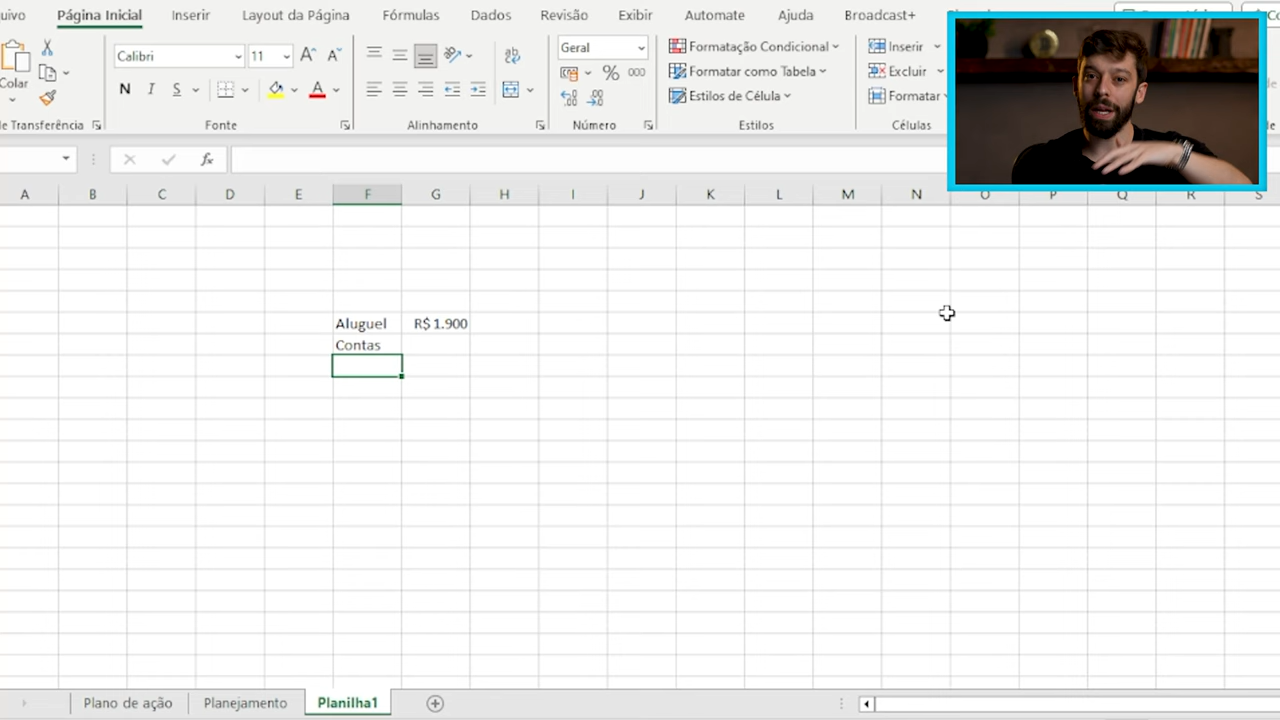 uivo Página Inicial Inserir Layout da Página Fórmulas Dados Revisão Exibir Automate Ajuda Broadcast+
Calibri 11 Geral Formatação Condicional Inserir
Colar N I S % 000 Formatar como Tabela Excluir
Estilos de Célula Formatar
de Transferência Fonte Alinhamento Número Estilos Células
fx
A B C D E F G H I J K L M N O P Q R S
Aluguel R$ 1.900
Contas
Plano de ação Planejamento Planilha1